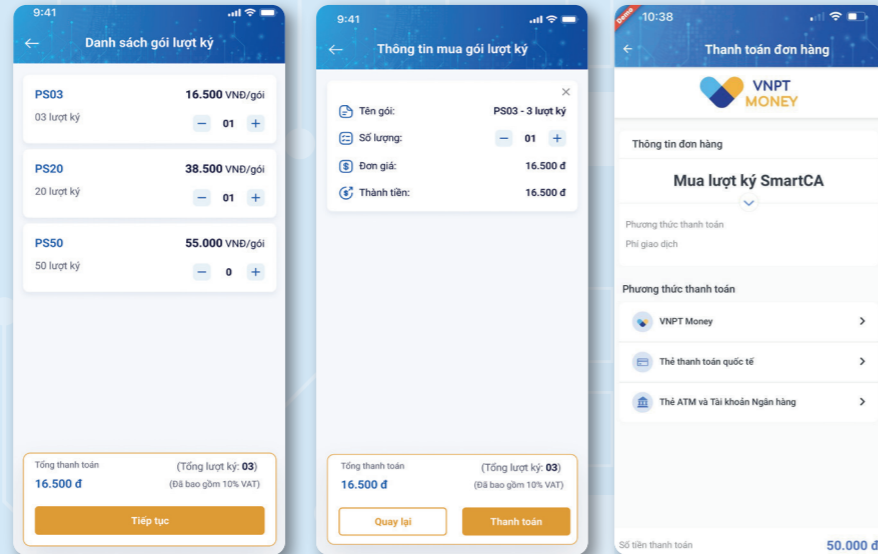 9:41
Danh sách gói lượt ký
PS03
16.500 VNĐ/gói
03 lượt ký
01
PS20
38.500 VNĐ/gói
20 lượt ký
01
PS50
55.000 VNĐ/gói
50 lượt ký
0
Tổng thanh toán
(Tổng lượt ký: 03)
16.500 đ
(Đã bao gồm 10% VAT)
Tiếp tục
9:41
Thông tin mua gói lượt ký
Tên gói:
PS03 - 3 lượt ký
Số lượng:
01
Đơn giá:
16.500 đ
Thành tiền:
16.500 đ
Tổng thanh toán
(Tổng lượt ký: 03)
16.500 đ
(Đã bao gồm 10% VAT)
Quay lại
Thanh toán
Demo
10:38
Thanh toán đơn hàng
VNPT
MONEY
Thông tin đơn hàng
Mua lượt ký SmartCA
Phương thức thanh toán
Phí giao dịch
Phương thức thanh toán
VNPT Money
Thẻ thanh toán quốc tế
Thẻ ATM và Tài khoản Ngân hàng
Số tiền thanh toán
50.000 đ